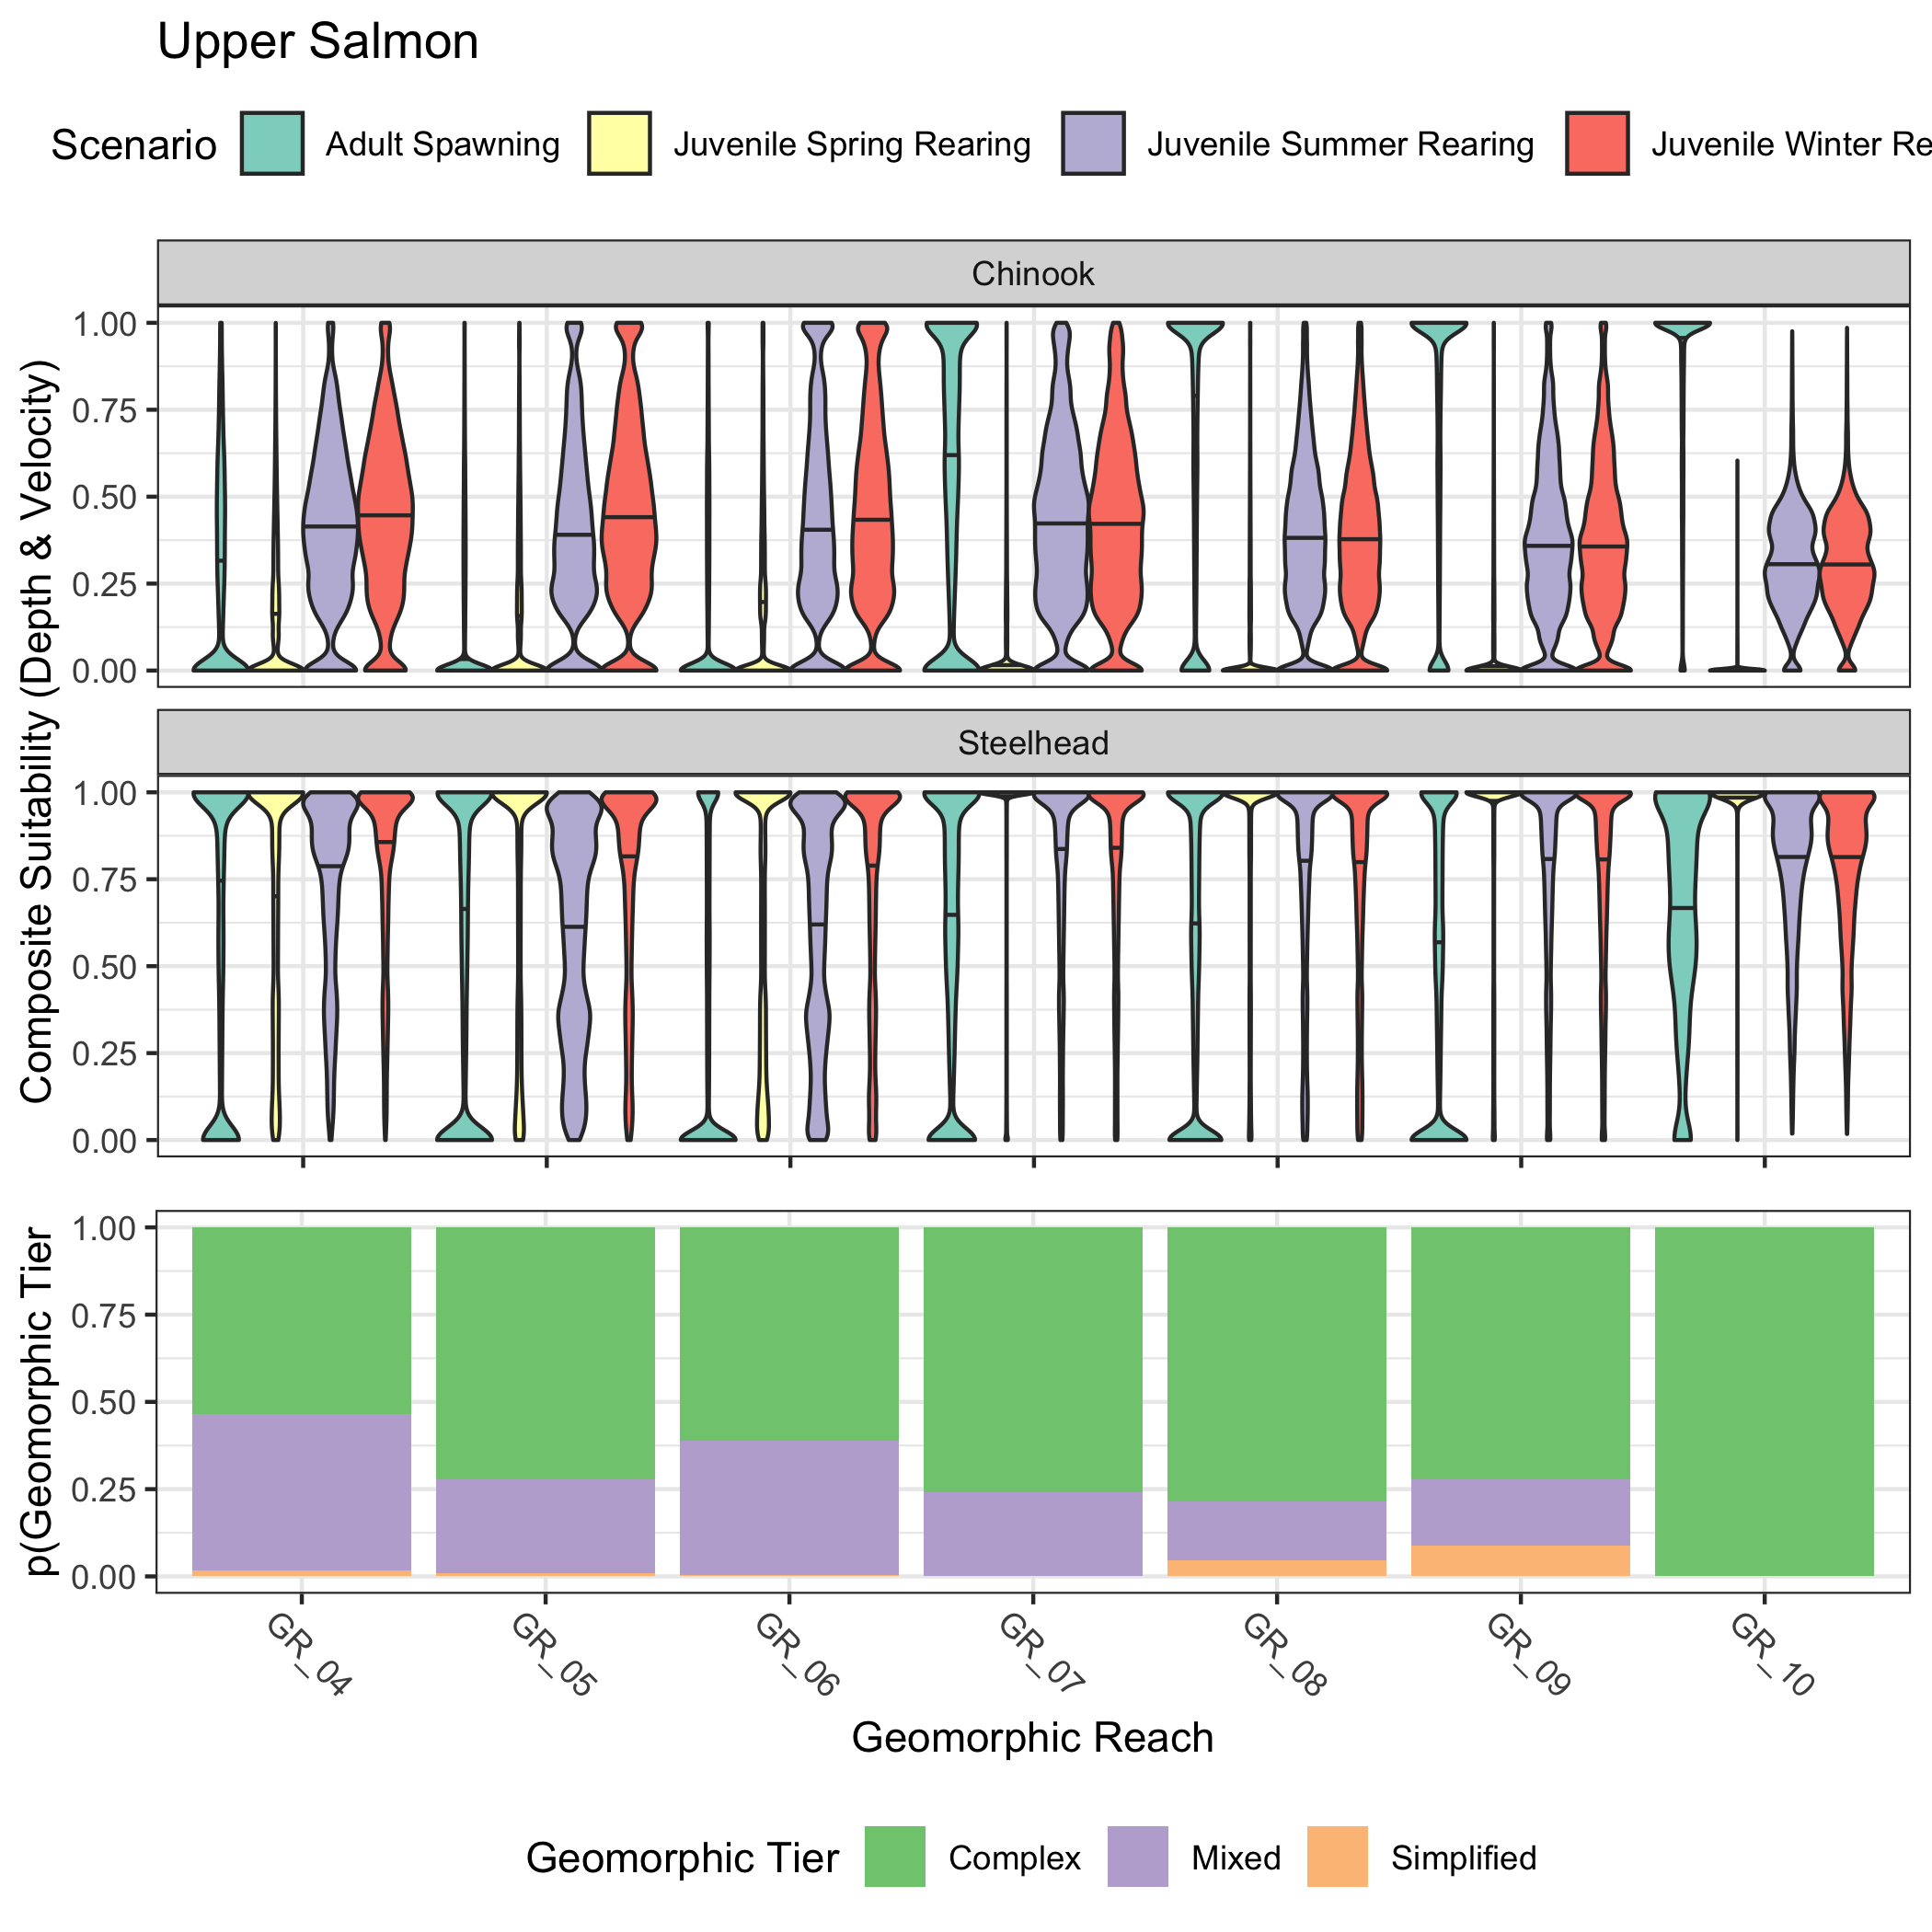 Upper Salmon
Scenario Adult Spawning Juvenile Spring Rearing Juvenile Summer Rearing Juvenile Winter Re
Composite Suitability (Depth & Velocity)
Chinook
1.00
0.75
0.50
0.25
0.00
Steelhead
1.00
0.75
0.50
0.25
0.00
p(Geomorphic Tier
1.00
0.75
0.50
0.25
0.00
GR_04 GR_05 GR_06 GR_07 GR_08 GR_09 GR_10
Geomorphic Reach
Geomorphic Tier Complex Mixed Simplified